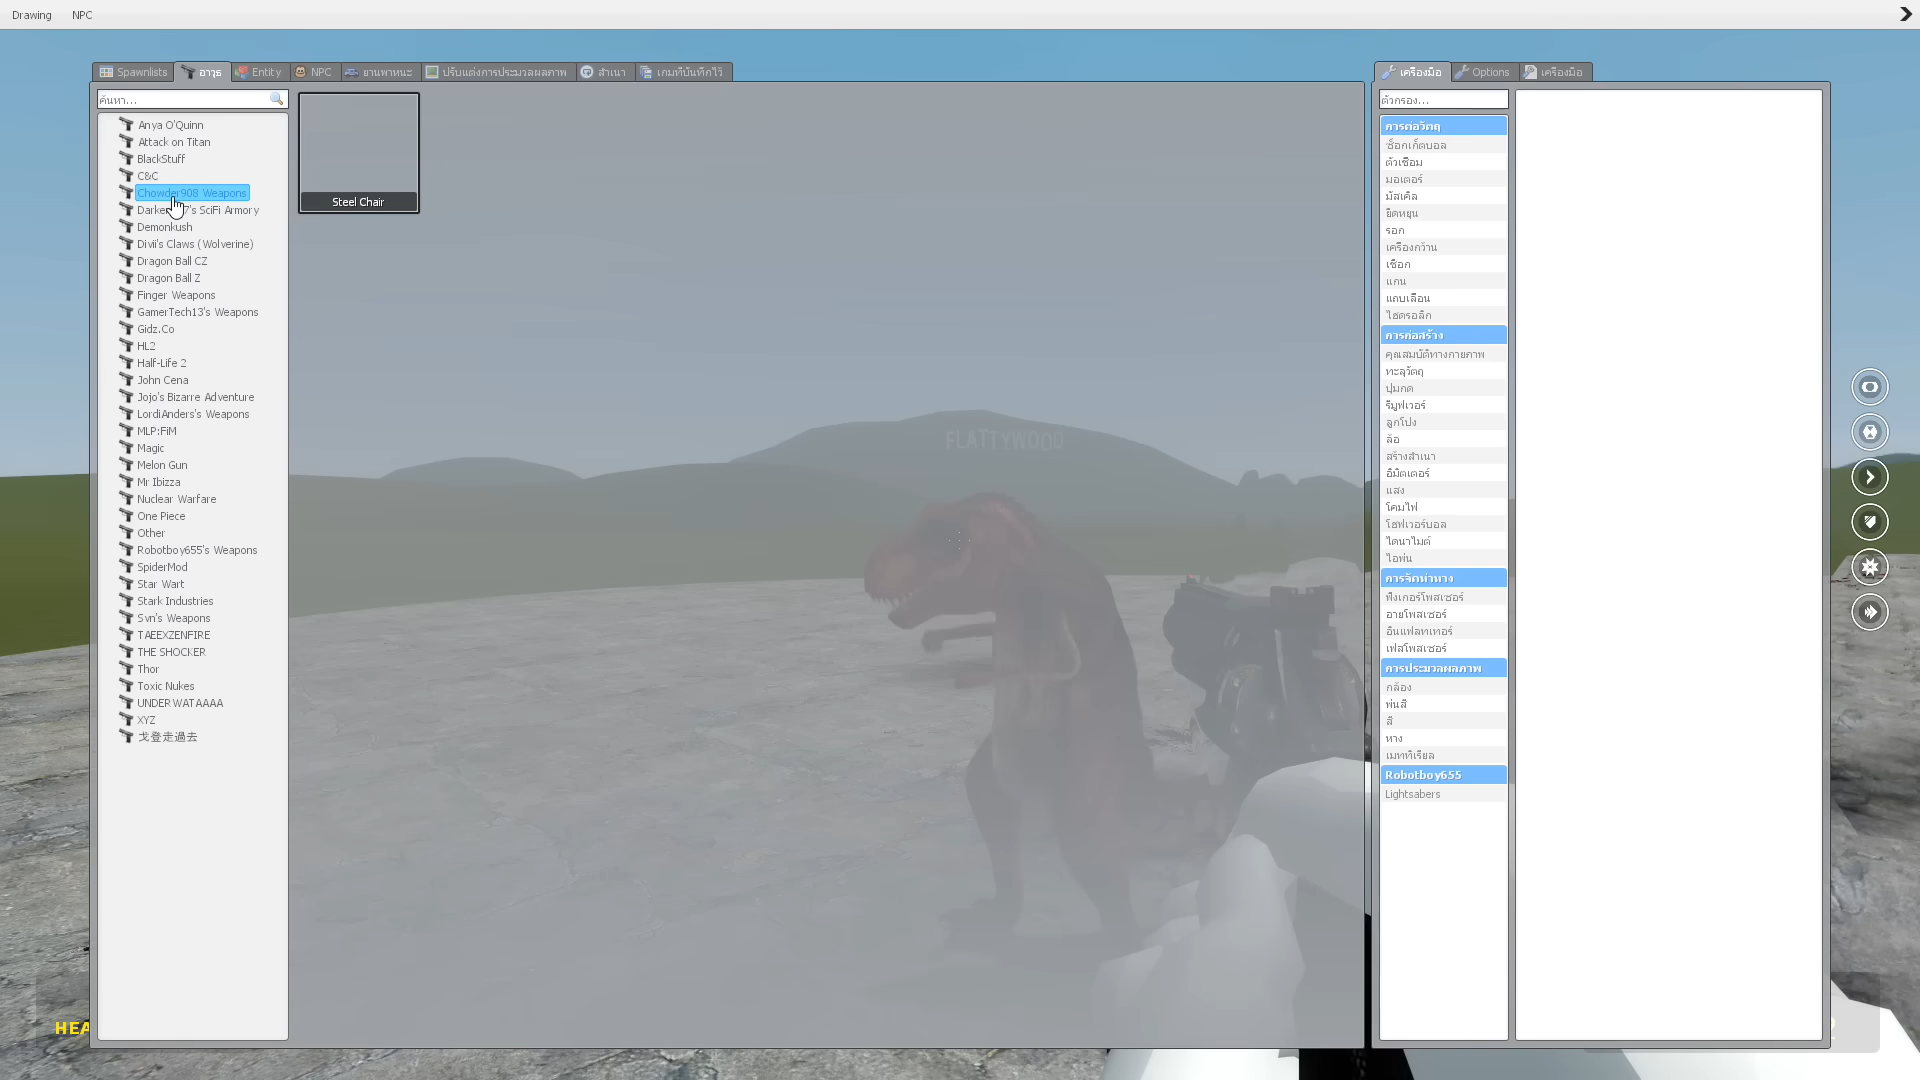 Drawing NPC
Spawnlists อาวุธ Entity NPC ยานพาหนะ ปรับแต่งการประมวลผลภาพ สำเนา เกมที่บันทึกไว้
เครื่องมือ Options เครื่องมือ
ค้นหา...
Anya O'Quinn
Attack on Titan
BlackStuff
C&C
Chowder908 Weapons
Demonkush
Divii's Claws (Wolverine)
Dragon Ball CZ
Dragon Ball Z
Finger Weapons
GamerTech13's Weapons
Gidz.Co
HL2
Half-Life 2
John Cena
Jojo's Bizarre Adventure
LordiAnders's Weapons
MLP:FiM
Magic
Melon Gun
Mr Ibizza
Nuclear Warfare
One Piece
Other
Robotboy655's Weapons
SpiderMod
Star Wart
Stark Industries
Svn's Weapons
TAEEXZENFIRE
THE SHOCKER
Thor
Toxic Nukes
UNDER WATAAAA
XYZ
戈登走過去
Steel Chair
FLATTYWOOD
ตัวกรอง...
การต่อวัตถุ
ซ็อกเก็ตบอล
ตัวเชื่อม
มอเตอร์
มัสเคิล
ยืดหยุ่น
รอก
เครื่องกว้าน
เชือก
แกน
แถบเลื่อน
ไฮดรอลิก
การก่อสร้าง
คุณสมบัติทางกายภาพ
ทะลุวัตถุ
ปุ่มกด
รีมูฟเวอร์
ลูกโป่ง
ล้อ
สร้างสำเนา
อิมิตเตอร์
แสง
โคมไฟ
โฮฟเวอร์บอล
ไดนาไมต์
ไอพ่น
การจัดท่าทาง
ฟิงเกอร์โพสเซอร์
อายโพสเซอร์
อินแฟลทเทอร์
เฟสโพสเซอร์
การประมวลผลภาพ
กล้อง
พ่นสี
สี
หาง
เมททีเรียล
Robotboy655
Lightsabers